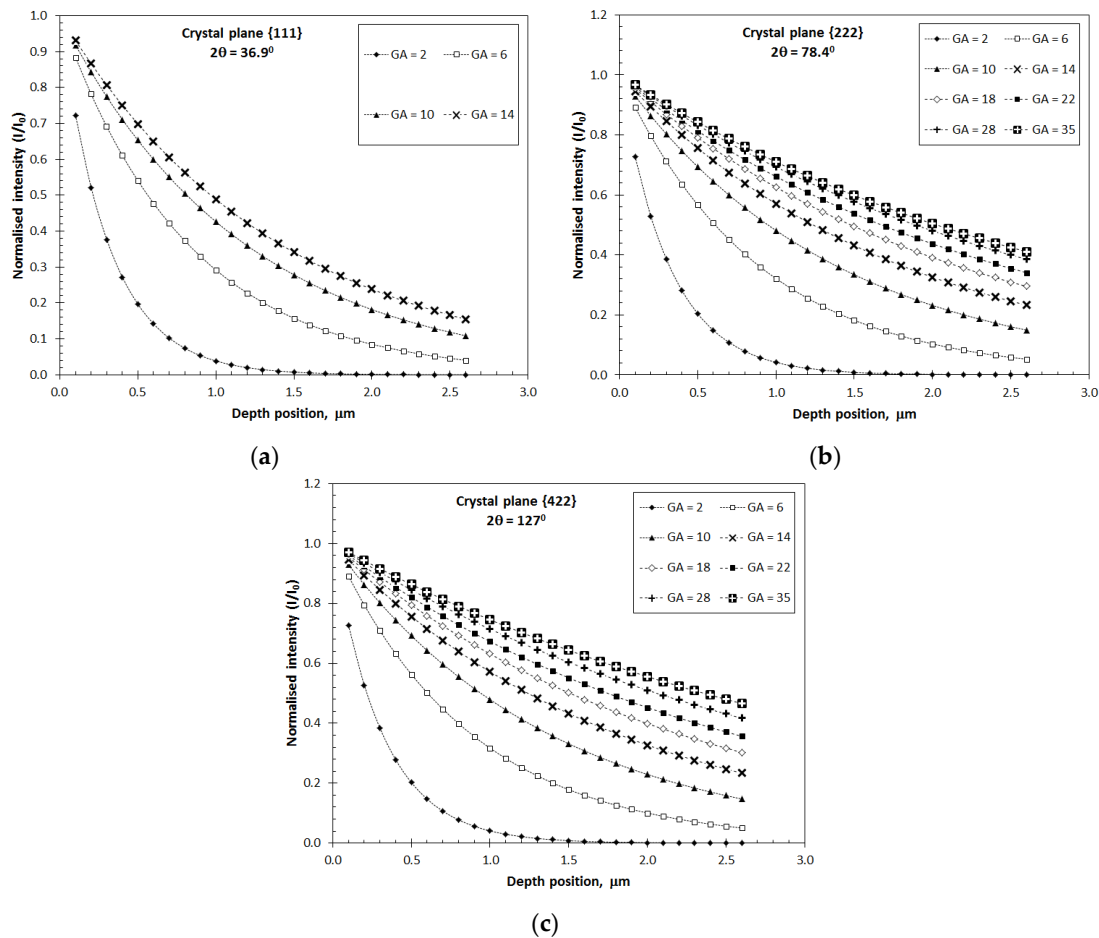 Crystal plane {111}
2θ = 36.9⁰
GA = 2
GA = 6
GA = 10
GA = 14
Normalised intensity (I/I₀)
1.0
0.9
0.8
0.7
0.6
0.5
0.4
0.3
0.2
0.1
0.0
0.0 0.5 1.0 1.5 2.0 2.5 3.0
Depth position, μm
(a)
Crystal plane {222}
2θ = 78.4⁰
GA = 2
GA = 6
GA = 10
GA = 14
GA = 18
GA = 22
GA = 28
GA = 35
Normalised intensity (I/I₀)
1.2
1.0
0.8
0.6
0.4
0.2
0.0
0.0 0.5 1.0 1.5 2.0 2.5 3.0
Depth position, μm
(b)
Crystal plane {422}
2θ = 127⁰
GA = 2
GA = 6
GA = 10
GA = 14
GA = 18
GA = 22
GA = 28
GA = 35
Normalised intensity (I/I₀)
1.2
1.0
0.8
0.6
0.4
0.2
0.0
0.0 0.5 1.0 1.5 2.0 2.5 3.0
Depth position, μm
(c)